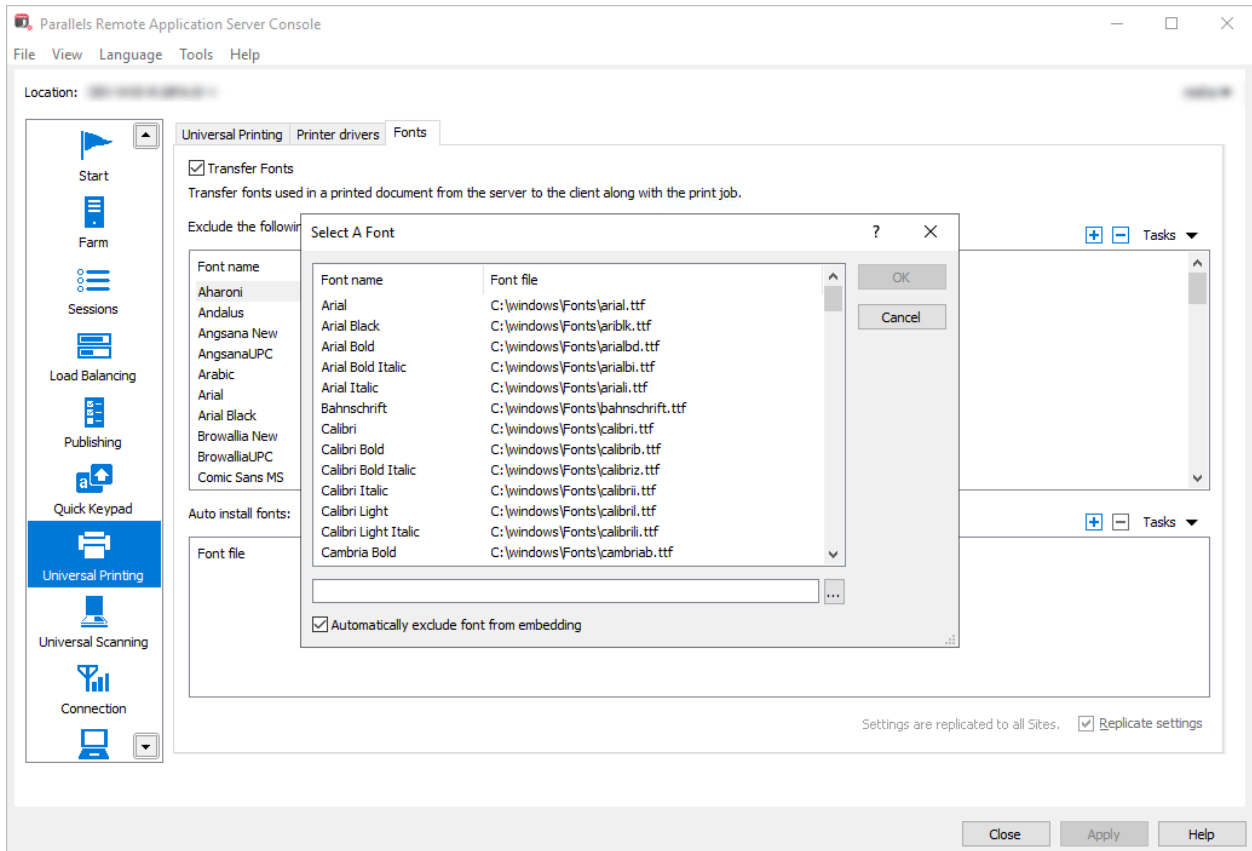 Parallels Remote Application Server Console
File View Language Tools Help
Location:
Start
Farm
Sessions
Load Balancing
Publishing
a
Quick Keypad
Universal Printing
Universal Scanning
Connection
Universal Printing Printer drivers Fonts
Transfer Fonts
Transfer fonts used in a printed document from the server to the client along with the print job.
Exclude the followin
Tasks
Font name
Aharoni
Andalus
Angsana New
AngsanaUPC
Arabic
Arial
Arial Black
Browallia New
BrowalliaUPC
Comic Sans MS
Auto install fonts:
Tasks
Font file
Select A Font ?
Font name Font file
Arial C:\windows\Fonts\arial.ttf
Arial Black C:\windows\Fonts\ariblk.ttf
Arial Bold C:\windows\Fonts\arialbd.ttf
Arial Bold Italic C:\windows\Fonts\arialbi.ttf
Arial Italic C:\windows\Fonts\ariali.ttf
Bahnschrift C:\windows\Fonts\bahnschrift.ttf
Calibri C:\windows\Fonts\calibri.ttf
Calibri Bold C:\windows\Fonts\calibrib.ttf
Calibri Bold Italic C:\windows\Fonts\calibriz.ttf
Calibri Italic C:\windows\Fonts\calibrii.ttf
Calibri Light C:\windows\Fonts\calibril.ttf
Calibri Light Italic C:\windows\Fonts\calibrili.ttf
Cambria Bold C:\windows\Fonts\cambriab.ttf
OK
Cancel
...
Automatically exclude font from embedding
Settings are replicated to all Sites. Replicate settings
Close Apply Help